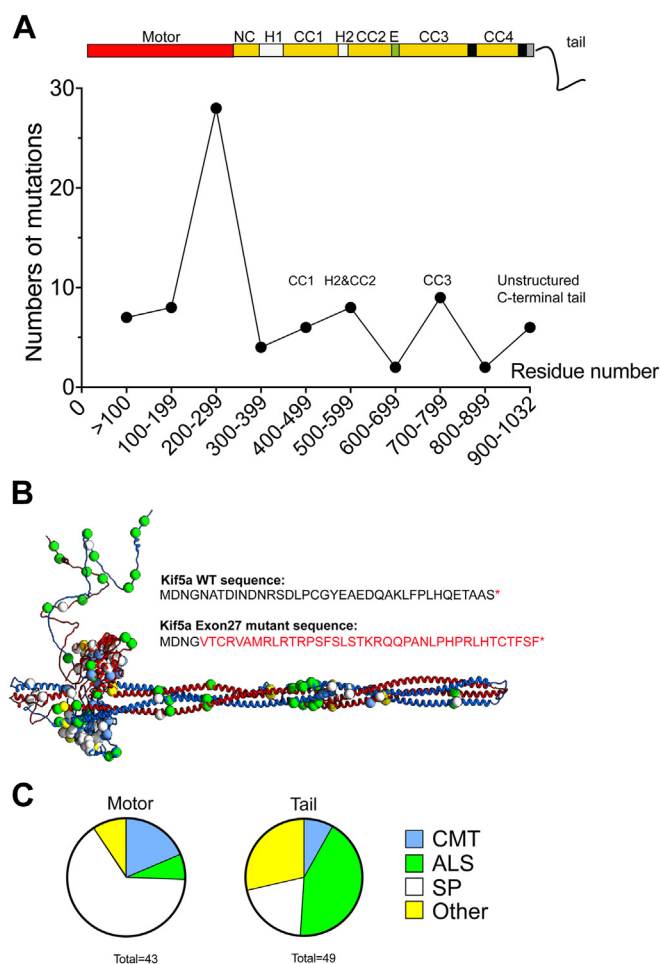 A
Motor NC H1 CC1 H2 CC2 E CC3 CC4 tail
30
20
10
0
Numbers of mutations
CC1 H2&CC2 CC3 Unstructured
C-terminal tail
Residue number
0 >100 100-199 200-299 300-399 400-499 500-599 600-699 700-799 800-899 900-1032
B
Kif5a WT sequence:
MDNGNATDINDNRSDLPCGYEAEDQAKLFPLHQETAAS*
Kif5a Exon27 mutant sequence:
MDNGVTCRVAMRLRTRPSFSLSTKRQQPANLPHPRLHTCTFSF*
C
Motor Tail
CMT
ALS
SP
Other
Total=43 Total=49